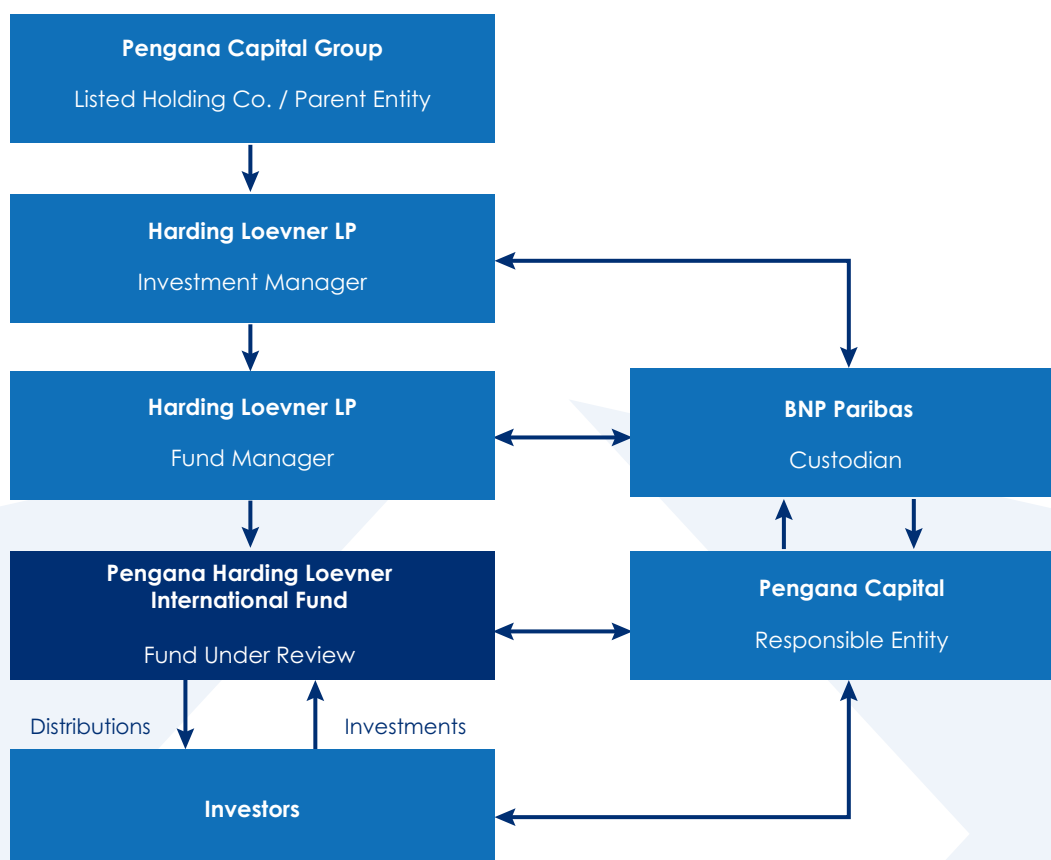 Pengana Capital Group
Listed Holding Co. / Parent Entity
Harding Loevner LP
Investment Manager
Harding Loevner LP
Fund Manager
BNP Paribas
Custodian
Pengana Harding Loevner
International Fund
Fund Under Review
Pengana Capital
Responsible Entity
Distributions
Investments
Investors